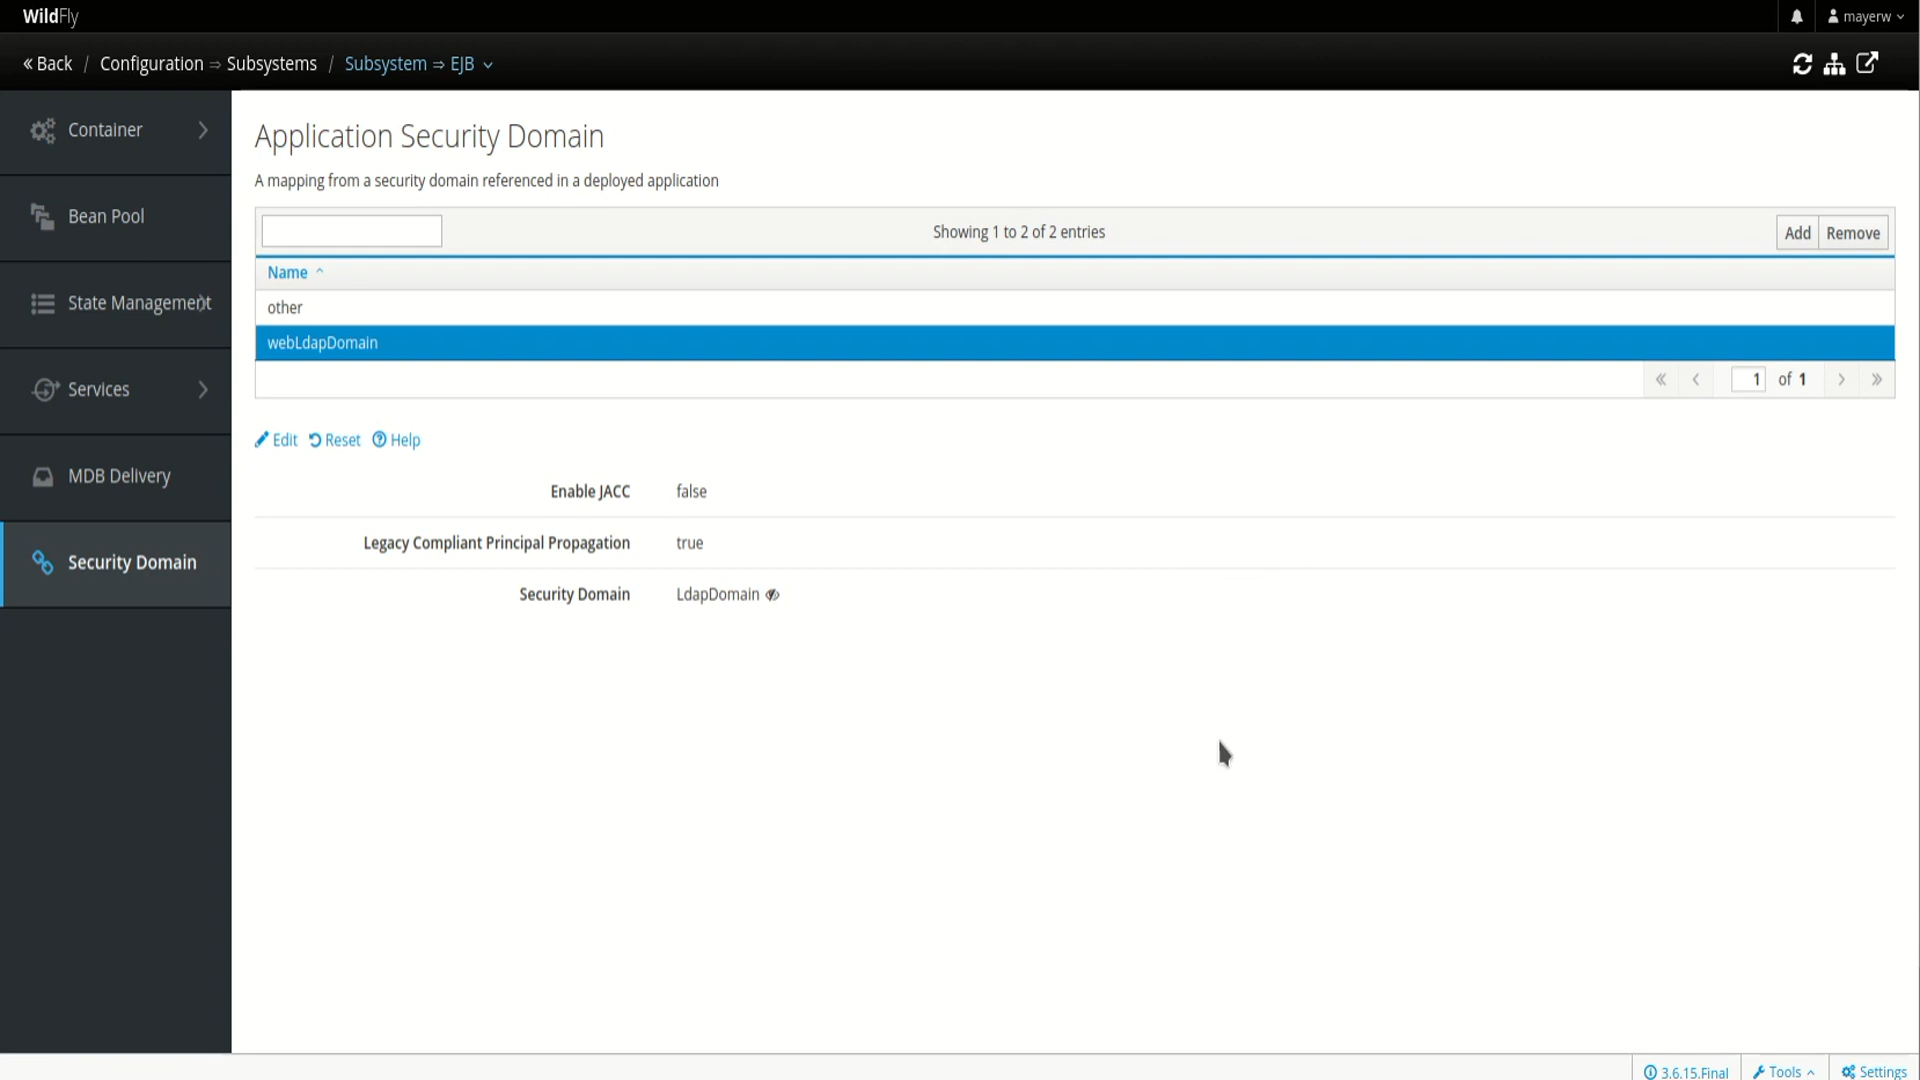 WildFly
mayerw
« Back / Configuration ⇒ Subsystems / Subsystem ⇒ EJB
Container
Bean Pool
State Management
Services
MDB Delivery
Security Domain
Application Security Domain
A mapping from a security domain referenced in a deployed application
Showing 1 to 2 of 2 entries
Add Remove
Name
other
webLdapDomain
« ‹ 1 of 1 › »
Edit Reset Help
Enable JACC false
Legacy Compliant Principal Propagation true
Security Domain LdapDomain
3.6.15.Final Tools Settings